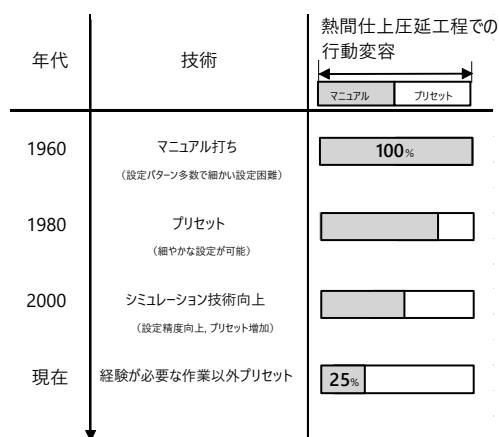 年代
技術
熱間仕上圧延工程での
行動変容
マニュアル
プリセット
1960
マニュアル打ち
(設定パターン多数で細かい設定困難)
100%
1980
プリセット
(細やかな設定が可能)
2000
シミュレーション技術向上
(設定精度向上, プリセット増加)
現在
経験が必要な作業以外プリセット
25%